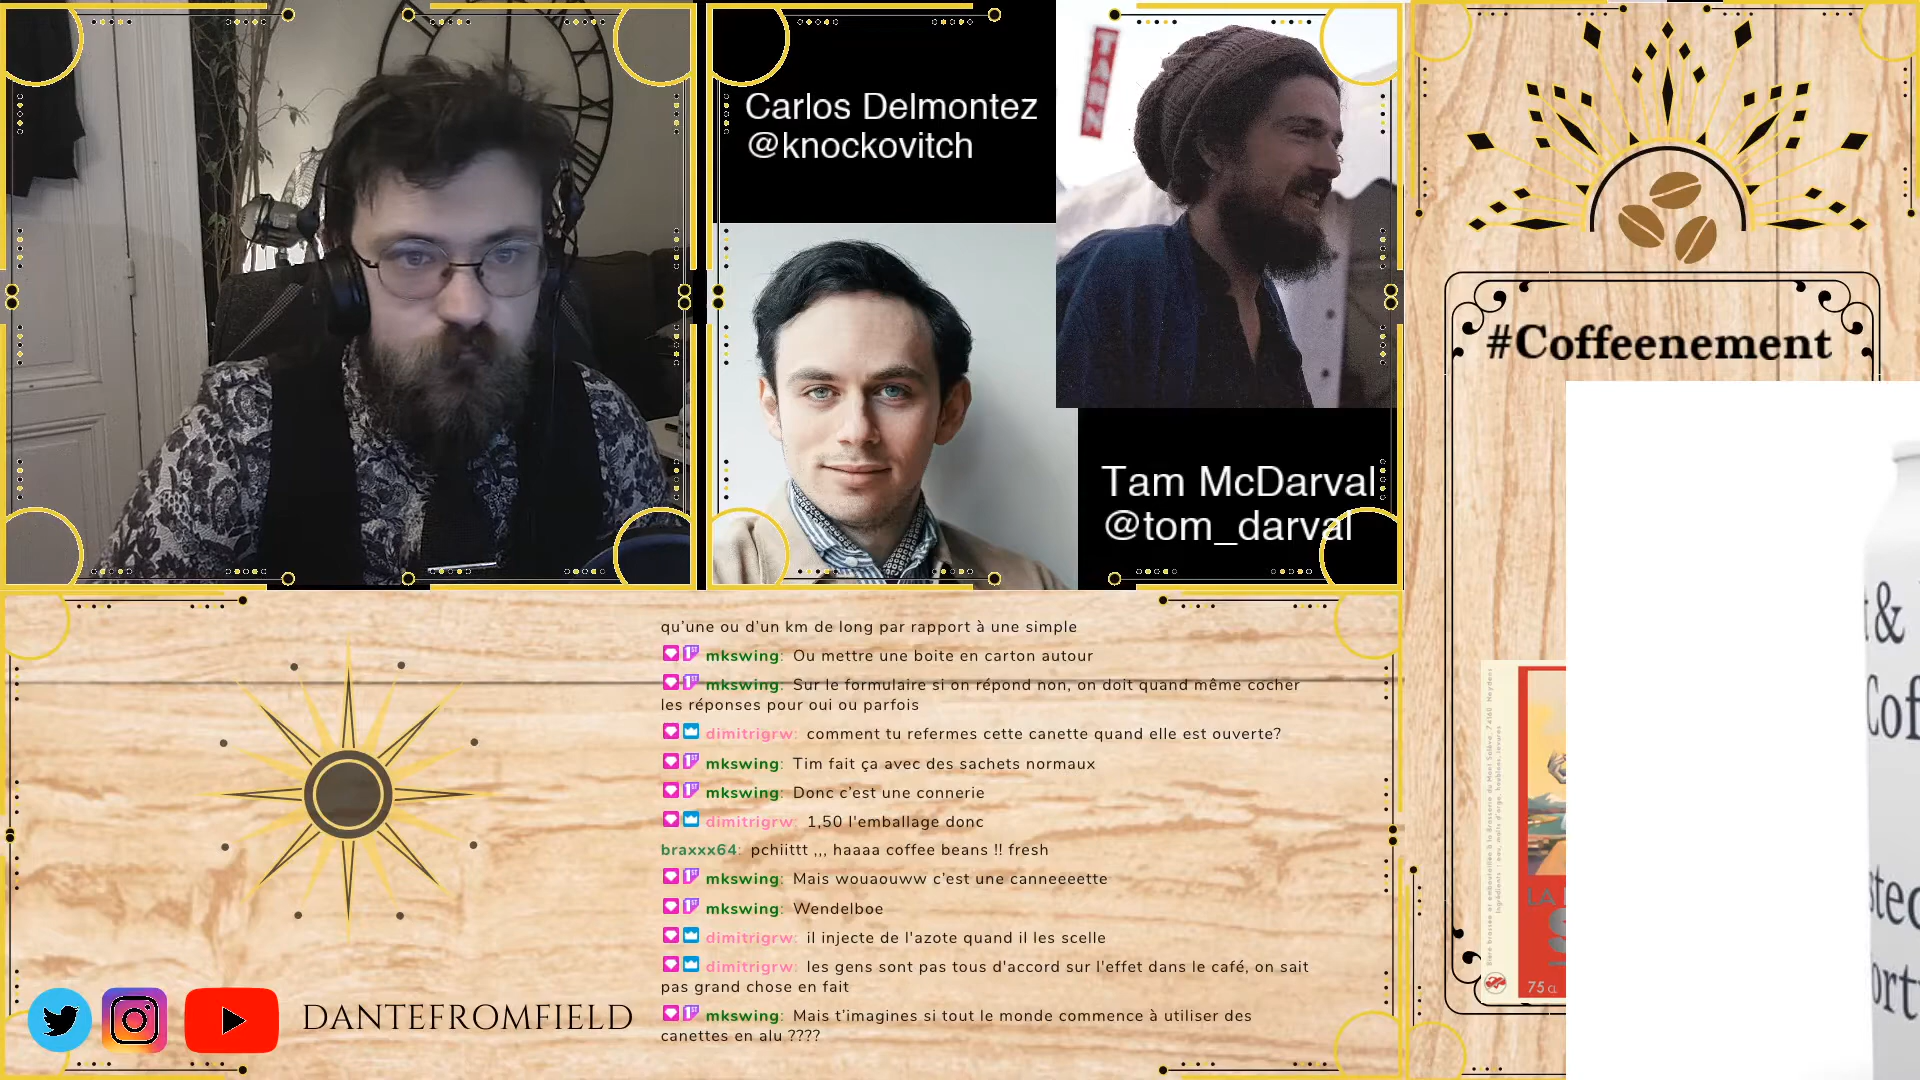 Carlos Delmontez
@knockovitch
TARN
Tam McDarval
@tom_darval
#Coffeenement
qu'une ou d'un km de long par rapport à une simple
mkswing: Ou mettre une boite en carton autour
mkswing: Sur le formulaire si on répond non, on doit quand même cocher
les réponses pour oui ou parfois
dimitrigrw: comment tu refermes cette canette quand elle est ouverte?
mkswing: Tim fait ça avec des sachets normaux
mkswing: Donc c'est une connerie
dimitrigrw: 1,50 l'emballage donc
braxxx64: pchiittt ,,, haaaa coffee beans !! fresh
mkswing: Mais wouaouww c'est une canneeeette
mkswing: Wendelboe
dimitrigrw: il injecte de l'azote quand il les scelle
dimitrigrw: les gens sont pas tous d'accord sur l'effet dans le café, on sait
pas grand chose en fait
mkswing: Mais t'imagines si tout le monde commence à utiliser des
canettes en alu ????
DANTEFROMFIELD
LA
75
&
Cof